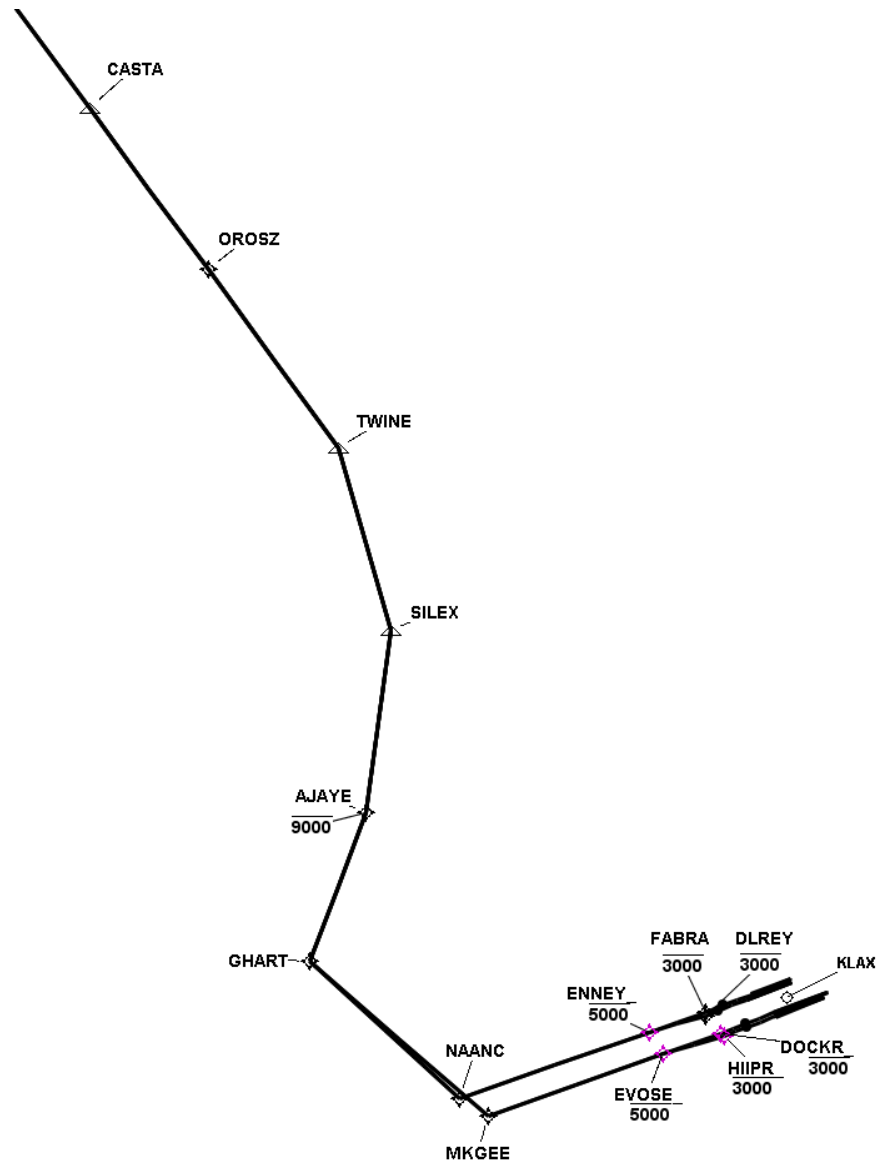 CASTA
OROSZ
TWINE
SILEX
AJAYE
9000
GHART
FABRA
3000
DLREY
3000
KLAX
ENNEY
5000
NAANC
DOCKR
3000
HIIPR
3000
EVOSE
5000
MKGEE